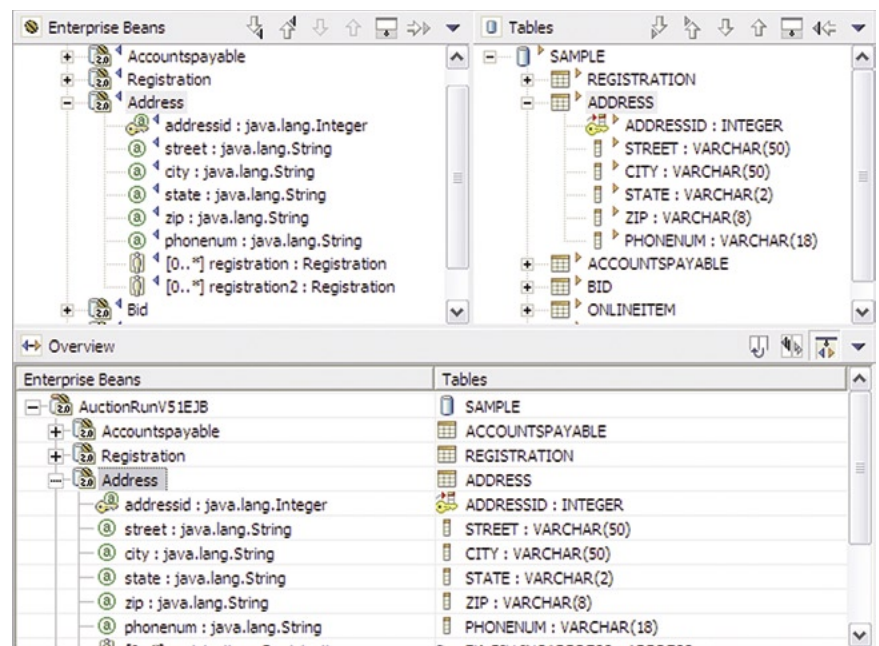 Enterprise Beans
Accountspayable
Registration
Address
addressid : java.lang.Integer
street : java.lang.String
city : java.lang.String
state : java.lang.String
zip : java.lang.String
phonenum : java.lang.String
[0..*] registration : Registration
[0..*] registration2 : Registration
Bid
Tables
SAMPLE
REGISTRATION
ADDRESS
ADDRESSID : INTEGER
STREET : VARCHAR(50)
CITY : VARCHAR(50)
STATE : VARCHAR(2)
ZIP : VARCHAR(8)
PHONENUM : VARCHAR(18)
ACCOUNTSPAYABLE
BID
ONLINEITEM
Overview
Enterprise Beans Tables
AuctionRunV51EJB SAMPLE
Accountspayable ACCOUNTSPAYABLE
Registration REGISTRATION
Address ADDRESS
addressid : java.lang.Integer ADDRESSID : INTEGER
street : java.lang.String STREET : VARCHAR(50)
city : java.lang.String CITY : VARCHAR(50)
state : java.lang.String STATE : VARCHAR(2)
zip : java.lang.String ZIP : VARCHAR(8)
phonenum : java.lang.String PHONENUM : VARCHAR(18)